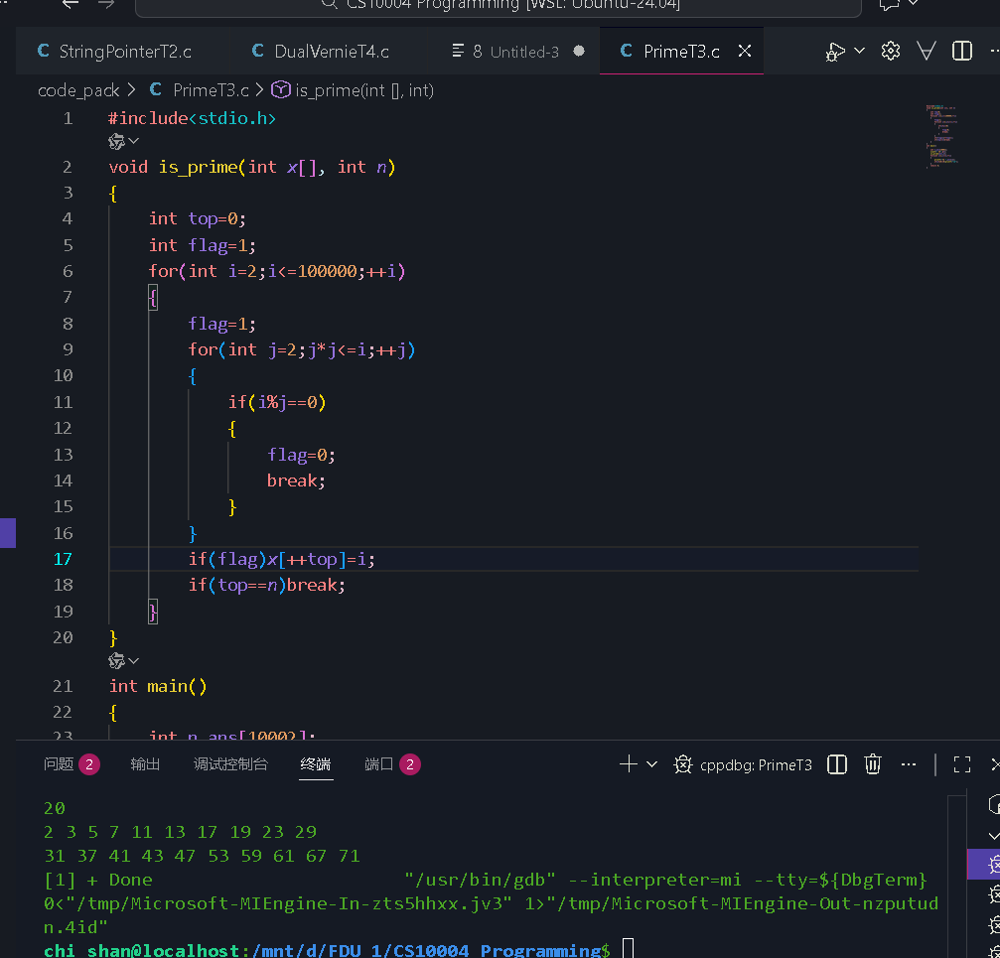 CS10004 Programming [WSL: Ubuntu-24.04]
C StringPointerT2.c C DualVernieT4.c 8 Untitled-3 C PrimeT3.c
code_pack > C PrimeT3.c > is_prime(int [], int)
1 #include<stdio.h>
2 void is_prime(int x[], int n)
3 {
4 int top=0;
5 int flag=1;
6 for(int i=2;i<=100000;++i)
7 {
8 flag=1;
9 for(int j=2;j*j<=i;++j)
10 {
11 if(i%j==0)
12 {
13 flag=0;
14 break;
15 }
16 }
17 if(flag)x[++top]=i;
18 if(top==n)break;
19 }
20 }
21 int main()
22 {
23 int n,ans[10002];
问题 2 输出 调试控制台 终端 端口 2 cppdbg: PrimeT3
20
2 3 5 7 11 13 17 19 23 29
31 37 41 43 47 53 59 61 67 71
[1] + Done "/usr/bin/gdb" --interpreter=mi --tty=${DbgTerm}
0<"/tmp/Microsoft-MIEngine-In-zts5hhxx.jv3" 1>"/tmp/Microsoft-MIEngine-Out-nzputud
n.4id"
chi_shan@localhost:/mnt/d/FDU_1/CS10004_Programming$